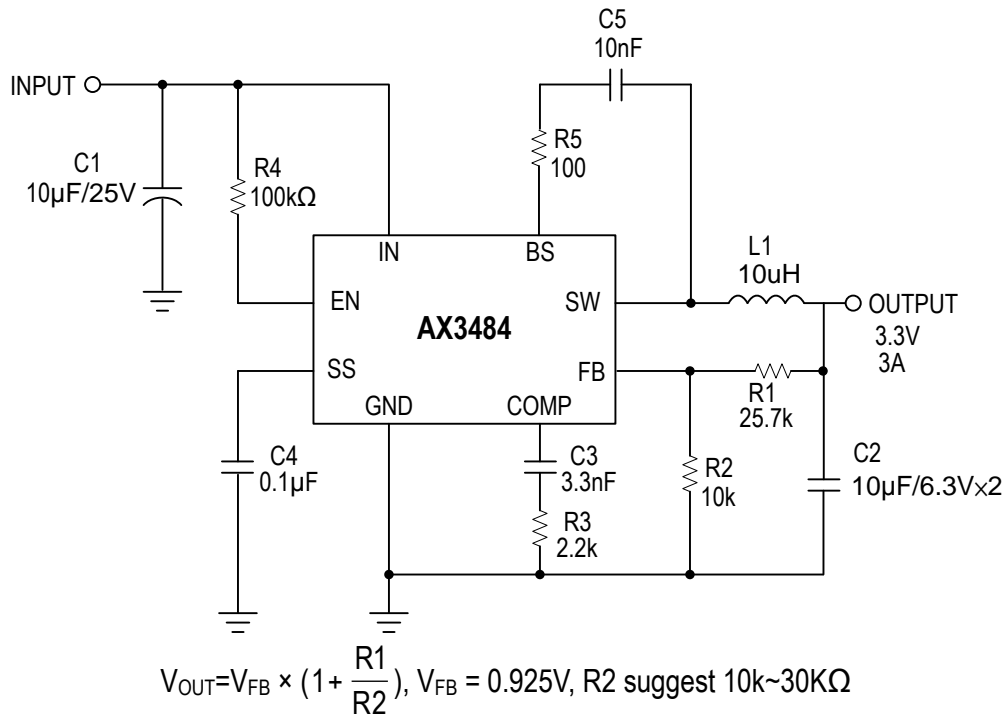 C5
10nF
INPUT
R5
100
C1
10µF/25V
R4
100kΩ
IN
BS
L1
10uH
EN
SW
OUTPUT
3.3V
3A
AX3484
SS
FB
GND
COMP
R1
25.7k
C4
0.1µF
C3
3.3nF
R2
10k
C2
10µF/6.3V×2
R3
2.2k
VOUT=VFB × (1+ R1/R2), VFB = 0.925V, R2 suggest 10k~30KΩ